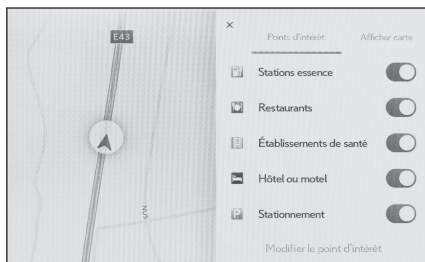 E43
×
Points d'intérêt
Afficher carte
Stations essence
Restaurants
Établissements de santé
Hôtel ou motel
P
Stationnement
Modifier le point d'intérêt